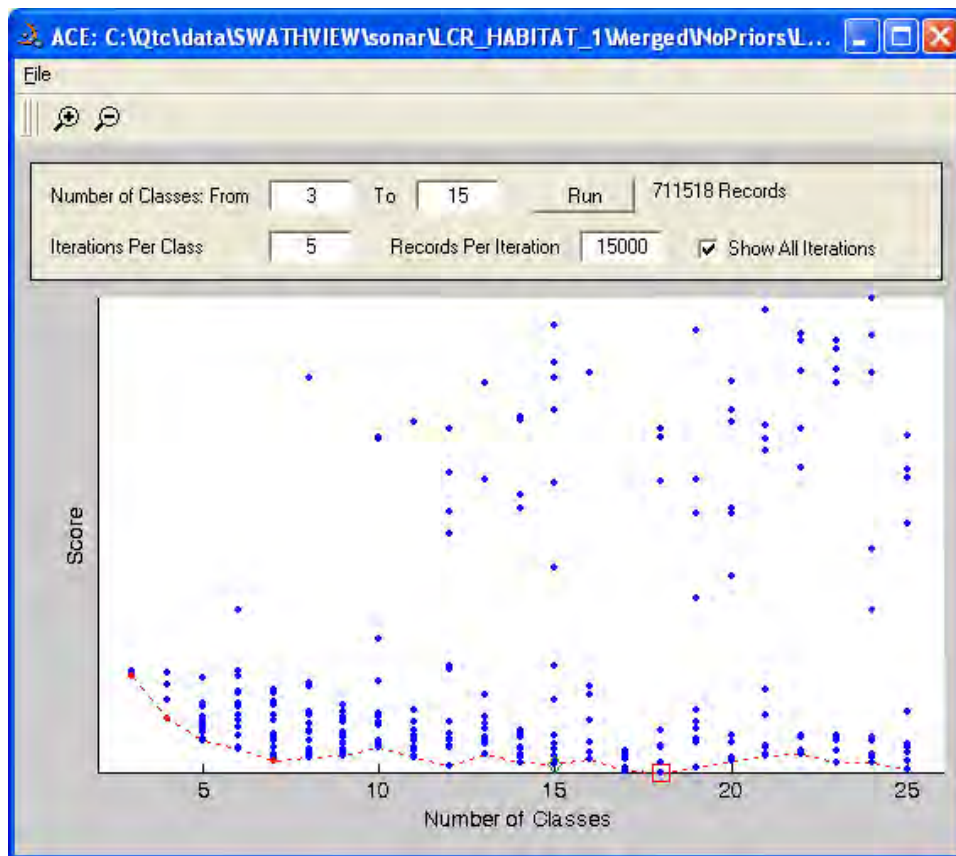 ACE: C:\Qtc\data\SWATHVIEW\sonar\LCR_HABITAT_1\Merged\NoPriors\L...
File
Number of Classes: From 3 To 15 Run 711518 Records
Iterations Per Class 5 Records Per Iteration 15000 Show All Iterations
Score
5 10 15 20 25
Number of Classes